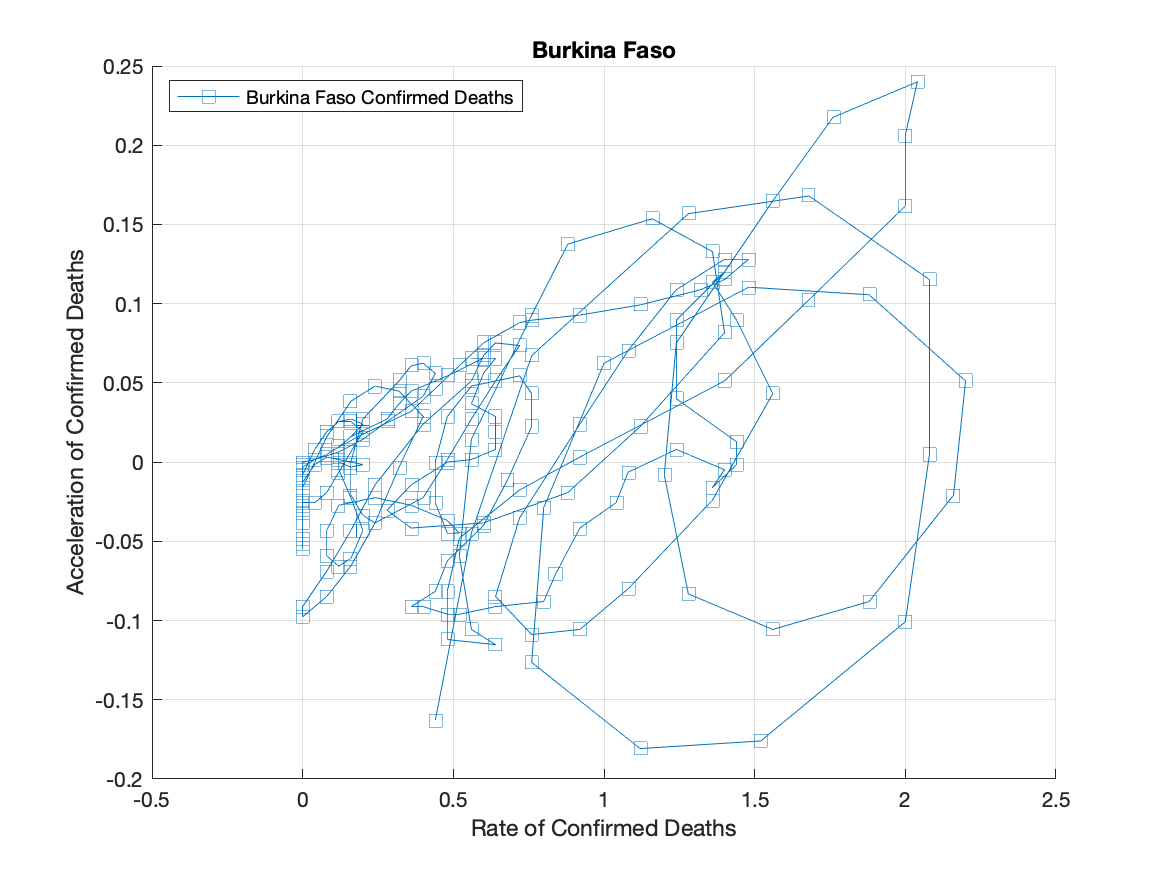 Burkina Faso
Burkina Faso Confirmed Deaths
0.25
0.2
0.15
0.1
0.05
0
-0.05
-0.1
-0.15
-0.2
Acceleration of Confirmed Deaths
-0.5 0 0.5 1 1.5 2 2.5
Rate of Confirmed Deaths